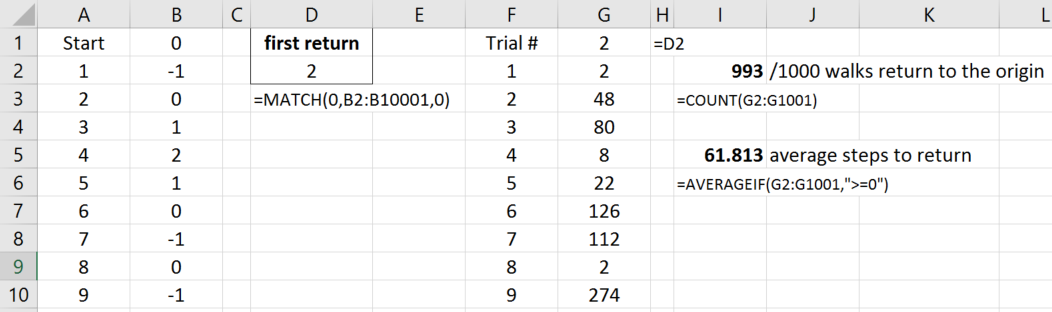 A B C D E F G H I J K L
1 Start 0 first return Trial # 2 =D2
2 1 -1 2 1 2 993 /1000 walks return to the origin
3 2 0 =MATCH(0,B2:B10001,0) 2 48 =COUNT(G2:G1001)
4 3 1 3 80
5 4 2 4 8 61.813 average steps to return
6 5 1 5 22 =AVERAGEIF(G2:G1001,">=0")
7 6 0 6 126
8 7 -1 7 112
9 8 0 8 2
10 9 -1 9 274